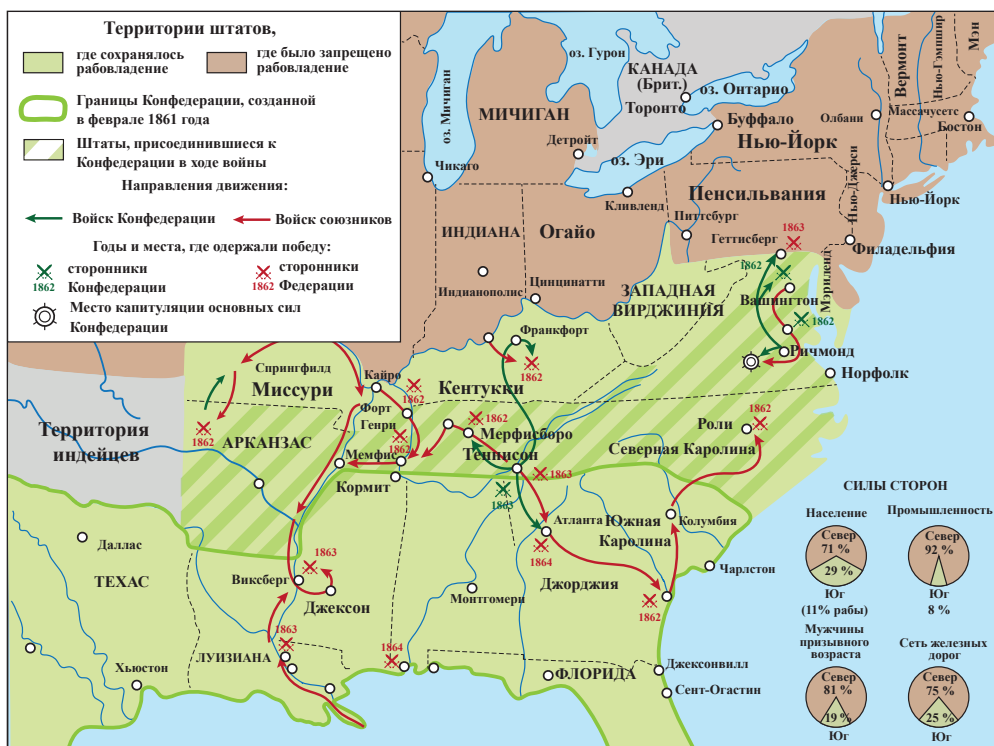 Территории штатов,
где сохранялось
рабовладение
где было запрещено
рабовладение
Границы Конфедерации, созданной
в феврале 1861 года
Штаты, присоединившиеся к
Конфедерации в ходе войны
Направления движения:
Войск Конфедерации
Войск союзников
Годы и места, где одержали победу:
1862
сторонники
Конфедерации
1862
сторонники
Федерации
Место капитуляции основных сил
Конфедерации
оз. Мичиган
оз. Гурон
КАНАДА
(Брит.)
оз. Онтарио
Торонто
МИЧИГАН
Буффало
Детройт
оз. Эри
Чикаго
Кливленд
Нью-Йорк
Олбани
Вермонт
Нью-Гэмпшир
Мэн
Массачусетс
Бостон
Пенсильвания
Нью-Джерси
Нью-Йорк
Питтсбург
Геттисберг
1863
1862
Филадельфия
ИНДИАНА
Огайо
Индианополис
Цинцинатти
ЗАПАДНАЯ
ВИРДЖИНИЯ
Вашингтон
Мэриленд
1862
Ричмонд
Норфолк
Франкфорт
1862
Спрингфилд
Миссури
Кайро
1862
Кентукки
Форт
Генри
1862
1862
Мерфисборо
Теннисон
Территория
индейцев
1862
АРКАНЗАС
Мемфис
Кормит
1863
1863
Роли
1862
Северная Каролина
Атланта
1864
Южная
Каролина
Колумбия
Чарлстон
Даллас
ТЕХАС
Виксберг
1863
Джексон
Монтгомери
Джорджия
1862
1863
ЛУИЗИАНА
1864
Хьюстон
ФЛОРИДА
Джексонвилл
Сент-Огастин
СИЛЫ СТОРОН
Население
Север
71 %
29 %
Юг
(11% рабы)
Промышленность
Север
92 %
Юг
8 %
Мужчины
призывного
возраста
Север
81 %
19 %
Юг
Сеть железных
дорог
Север
75 %
25 %
Юг